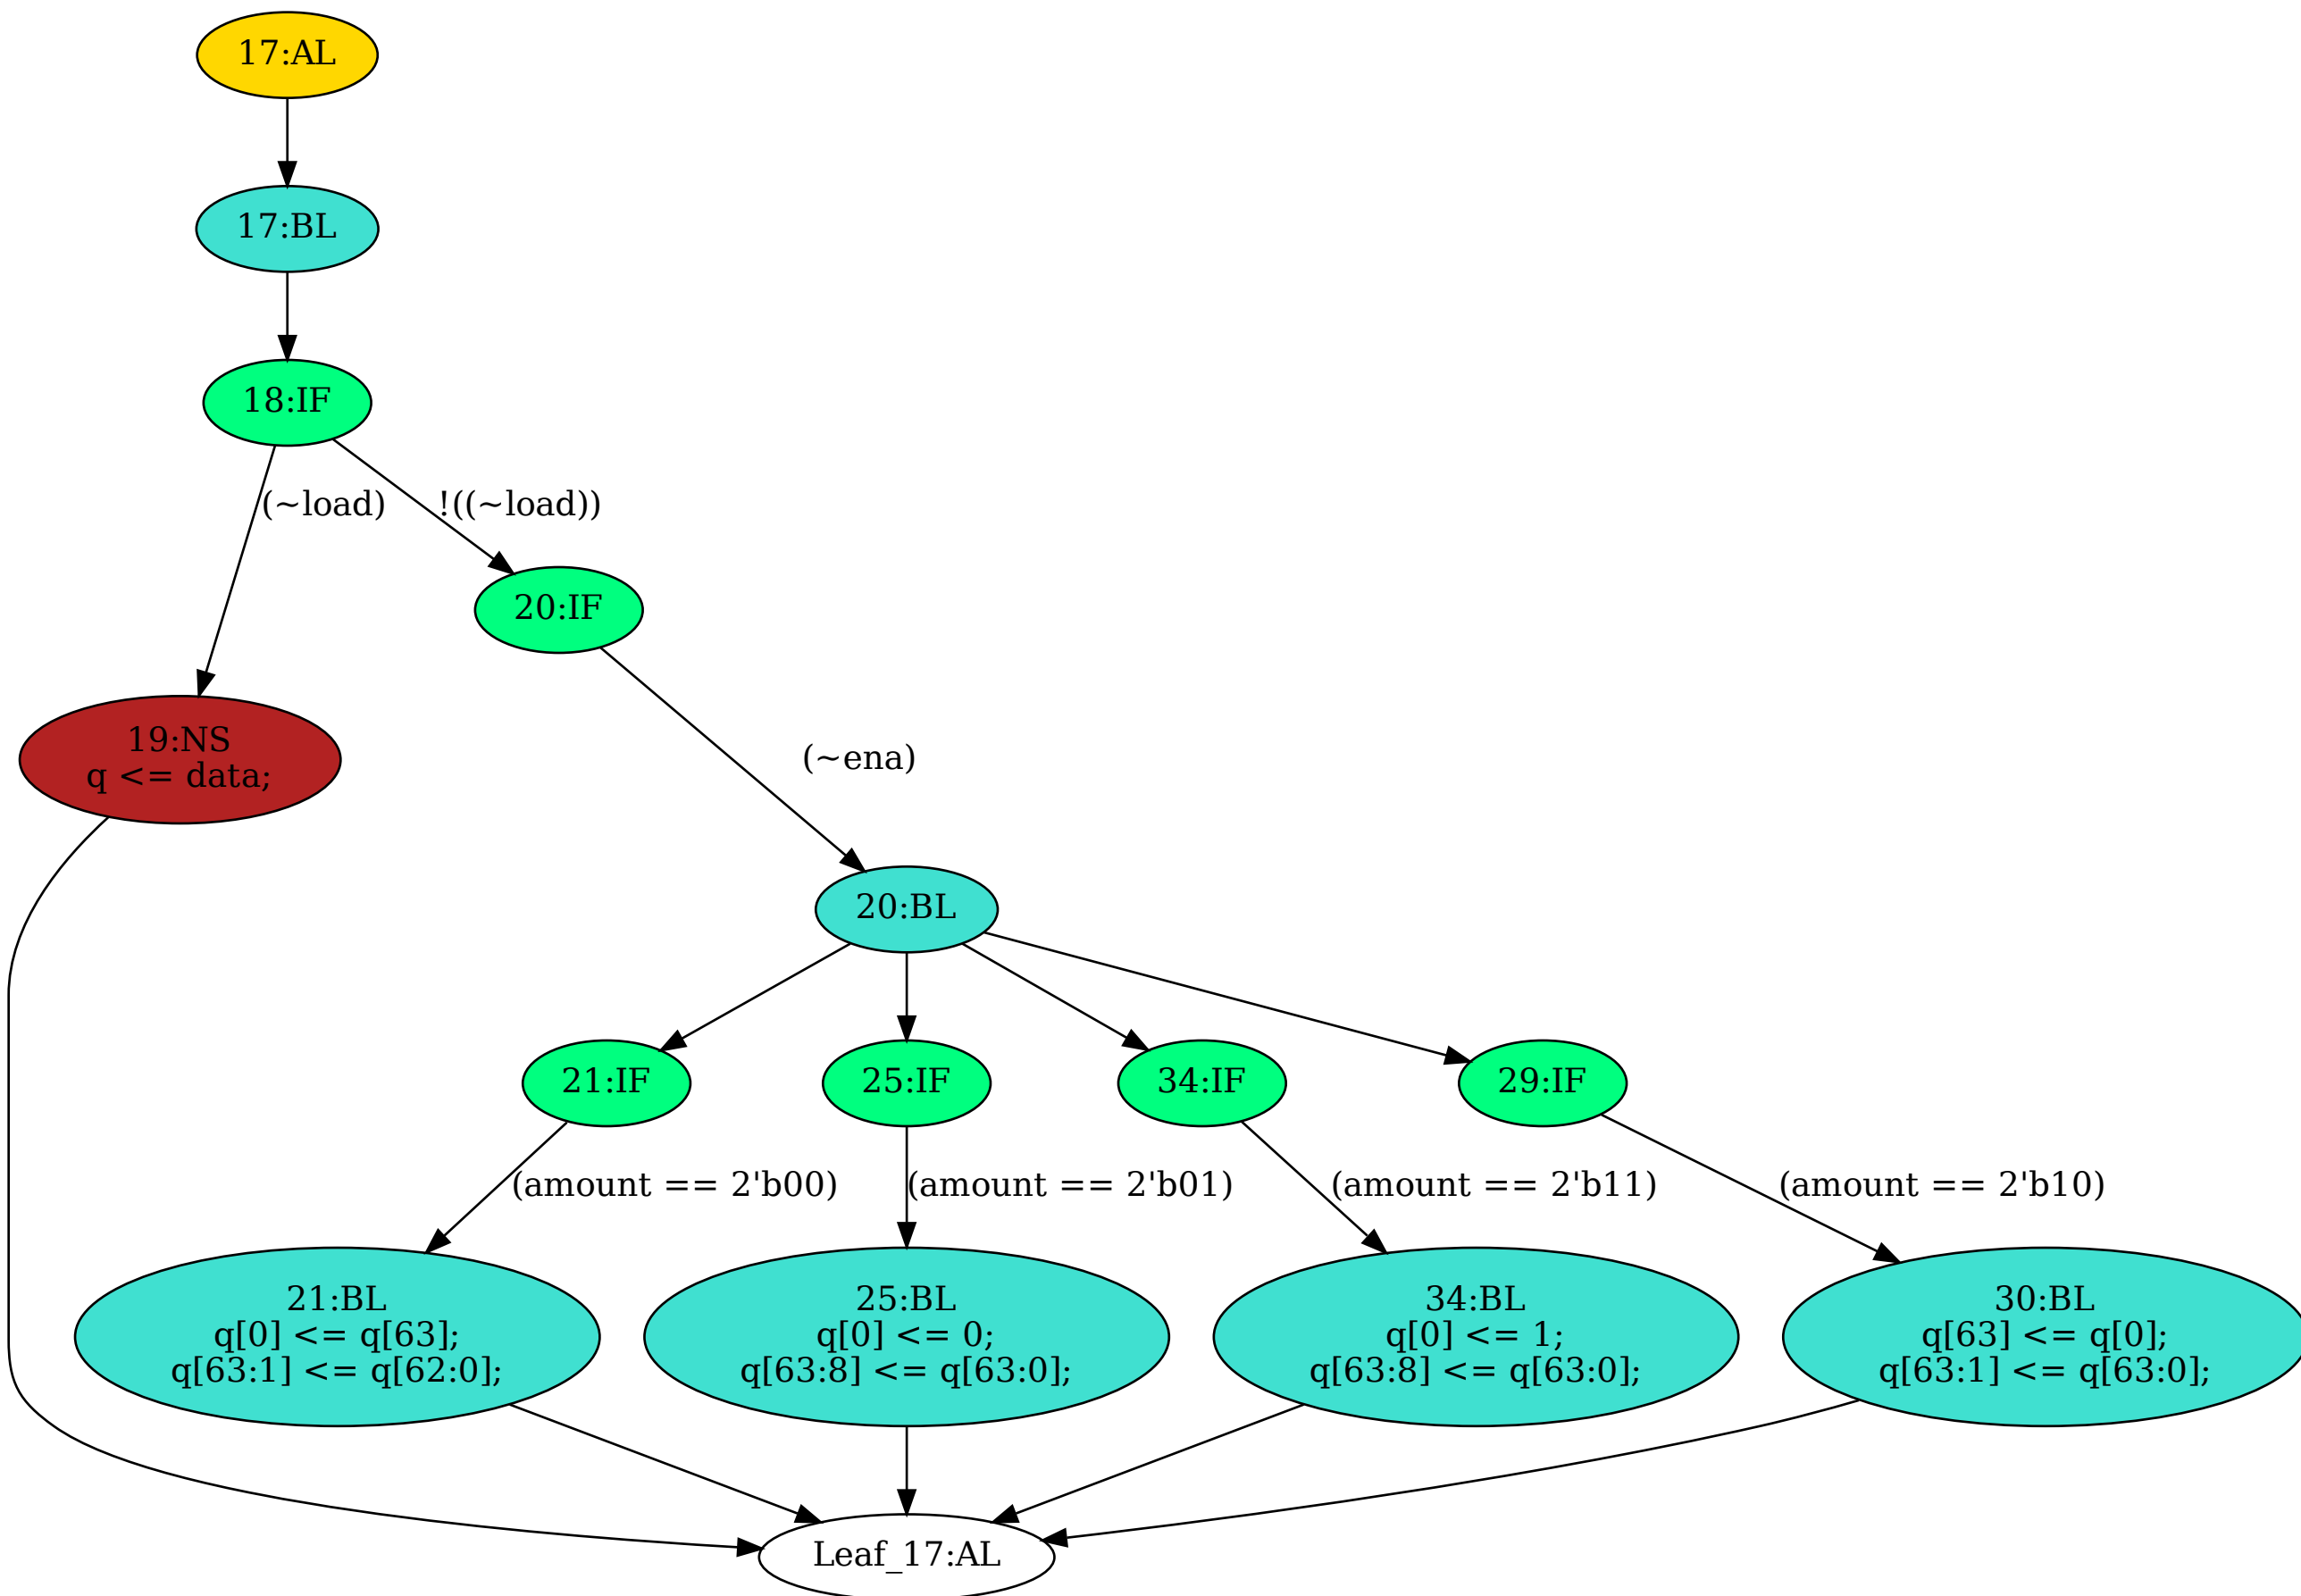 17:AL
17:BL
18:IF
(~load)
!((~load))
20:IF
19:NS
q <= data;
(~ena)
20:BL
21:IF
25:IF
34:IF
29:IF
(amount == 2'b00)
(amount == 2'b01)
(amount == 2'b11)
(amount == 2'b10)
21:BL
q[0] <= q[63];
q[63:1] <= q[62:0];
25:BL
q[0] <= 0;
q[63:8] <= q[63:0];
34:BL
q[0] <= 1;
q[63:8] <= q[63:0];
30:BL
q[63] <= q[0];
q[63:1] <= q[63:0];
Leaf_17:AL